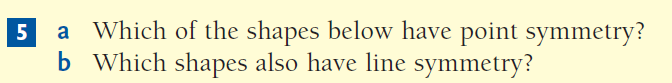 5 a Which of the shapes below have point symmetry?
b Which shapes also have line symmetry?